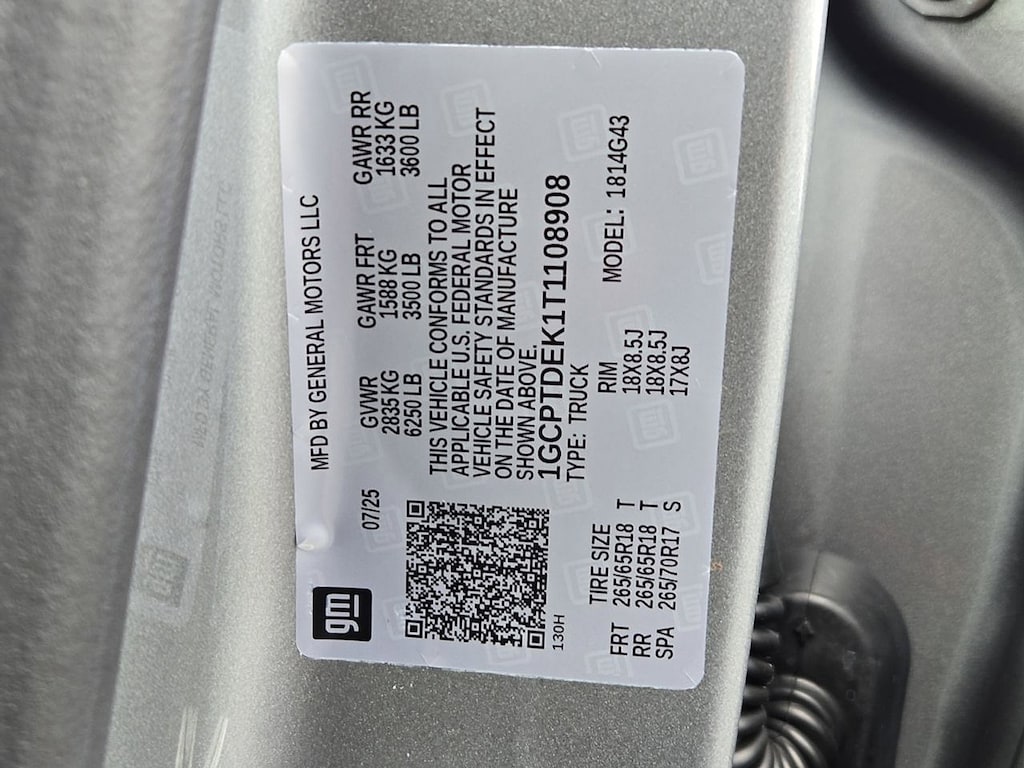 MFD BY GENERAL MOTORS LLC
gm
07/25
GVWR GAWR FRT GAWR RR
2835 KG 1588 KG 1633 KG
6250 LB 3500 LB 3600 LB
THIS VEHICLE CONFORMS TO ALL
APPLICABLE U.S. FEDERAL MOTOR
VEHICLE SAFETY STANDARDS IN EFFECT
ON THE DATE OF MANUFACTURE
SHOWN ABOVE.
1GCPTDEK1T1108908
130H
TYPE: TRUCK
MODEL: 1814G43
TIRE SIZE RIM
FRT 265/65R18 T 18X8.5J
RR 265/65R18 T 18X8.5J
SPA 265/70R17 S 17X8J